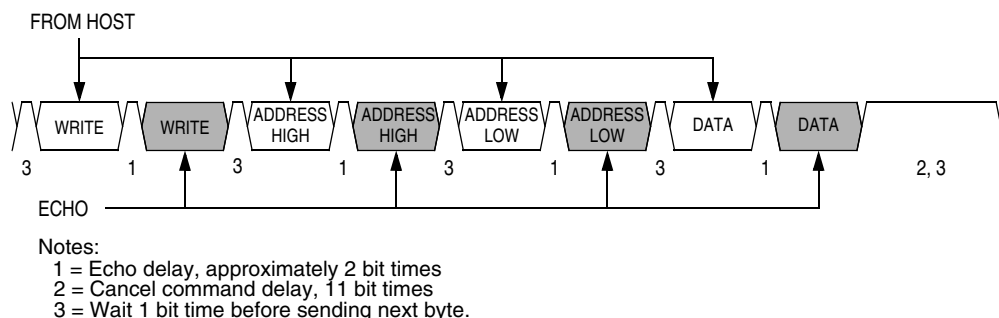 FROM HOST
WRITE WRITE ADDRESS HIGH ADDRESS HIGH ADDRESS LOW ADDRESS LOW DATA DATA
3 1 3 1 3 1 3 1 2, 3
ECHO
Notes:
1 = Echo delay, approximately 2 bit times
2 = Cancel command delay, 11 bit times
3 = Wait 1 bit time before sending next byte.